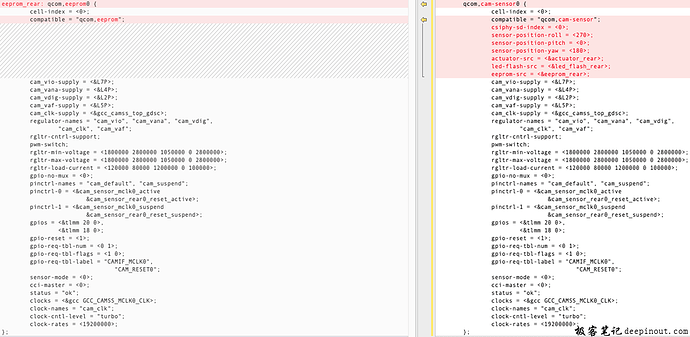 eeprom_rear: qcom,eeprom0 {
cell-index = <0>;
compatible = "qcom,eeprom";
cam_vio-supply = <&L7P>;
cam_vana-supply = <&L4P>;
cam_vdig-supply = <&L2P>;
cam_vaf-supply = <&L5P>;
cam_clk-supply = <&gcc_camss_top_gdsc>;
regulator-names = "cam_vio", "cam_vana", "cam_vdig",
"cam_clk", "cam_vaf";
rgltr-cntrl-support;
pwm-switch;
rgltr-min-voltage = <1800000 2800000 1050000 0 2800000>;
rgltr-max-voltage = <1800000 2800000 1050000 0 2800000>;
rgltr-load-current = <120000 80000 1200000 0 100000>;
gpio-no-mux = <0>;
pinctrl-names = "cam_default", "cam_suspend";
pinctrl-0 = <&cam_sensor_mclk0_active
&cam_sensor_rear0_reset_active>;
pinctrl-1 = <&cam_sensor_mclk0_suspend
&cam_sensor_rear0_reset_suspend>;
gpios = <&tlmm 20 0>,
<&tlmm 18 0>;
gpio-reset = <1>;
gpio-req-tbl-num = <0 1>;
gpio-req-tbl-flags = <1 0>;
gpio-req-tbl-label = "CAMIF_MCLK0",
"CAM_RESET0";
sensor-mode = <0>;
cci-master = <0>;
status = "ok";
clocks = <&gcc GCC_CAMSS_MCLK0_CLK>;
clock-names = "cam_clk";
clock-cntl-level = "turbo";
clock-rates = <19200000>;
};
qcom,cam-sensor0 {
cell-index = <0>;
compatible = "qcom,cam-sensor";
csiphy-sd-index = <0>;
sensor-position-roll = <270>;
sensor-position-pitch = <0>;
sensor-position-yaw = <180>;
actuator-src = <&actuator_rear>;
led-flash-src = <&led_flash_rear>;
eeprom-src = <&eeprom_rear>;
cam_vio-supply = <&L7P>;
cam_vana-supply = <&L4P>;
cam_vdig-supply = <&L2P>;
cam_vaf-supply = <&L5P>;
cam_clk-supply = <&gcc_camss_top_gdsc>;
regulator-names = "cam_vio", "cam_vana", "cam_vdig",
"cam_clk", "cam_vaf";
rgltr-cntrl-support;
pwm-switch;
rgltr-min-voltage = <1800000 2800000 1050000 0 2800000>;
rgltr-max-voltage = <1800000 2800000 1050000 0 2800000>;
rgltr-load-current = <120000 80000 1200000 0 100000>;
gpio-no-mux = <0>;
pinctrl-names = "cam_default", "cam_suspend";
pinctrl-0 = <&cam_sensor_mclk0_active
&cam_sensor_rear0_reset_active>;
pinctrl-1 = <&cam_sensor_mclk0_suspend
&cam_sensor_rear0_reset_suspend>;
gpios = <&tlmm 20 0>,
<&tlmm 18 0>;
gpio-reset = <1>;
gpio-req-tbl-num = <0 1>;
gpio-req-tbl-flags = <1 0>;
gpio-req-tbl-label = "CAMIF_MCLK0",
"CAM_RESET0";
sensor-mode = <0>;
cci-master = <0>;
status = "ok";
clocks = <&gcc GCC_CAMSS_MCLK0_CLK>;
clock-names = "cam_clk";
clock-cntl-level = "turbo";
clock-rates = <19200000>;
};
极客笔记deepinout.com